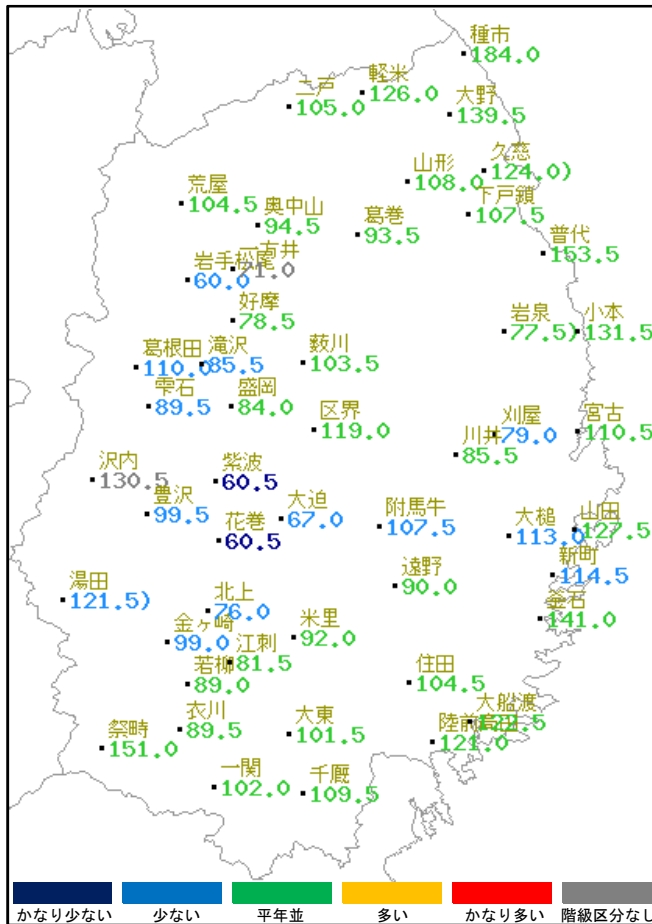 種市
184.0
軽米
126.0
二戸
105.0
大野
139.5
久慈
124.0)
山形
108.0
下戸鎖
107.5
荒屋
104.5
奥中山
94.5
葛巻
93.5
普代
153.5
一方井
71.0
岩手松尾
60.0
好摩
78.5
岩泉
77.5)
小本
131.5
葛根田
110.0
滝沢
85.5
薮川
103.5
雫石
89.5
盛岡
84.0
区界
119.0
刈屋
79.0
宮古
110.5
川井
85.5
沢内
130.5
紫波
60.5
豊沢
99.5
大迫
67.0
附馬牛
107.5
大槌
113.0
山田
127.5
花巻
60.5
新町
114.5
湯田
121.5)
遠野
90.0
釜石
141.0
北上
76.0
金ヶ崎
99.0
米里
92.0
江刺
81.5
若柳
89.0
住田
104.5
大船渡
衣川
89.5
大東
101.5
陸前高田
121.0
祭畤
151.0
一関
102.0
千厩
109.5
かなり少ない 少ない 平年並 多い かなり多い 階級区分なし